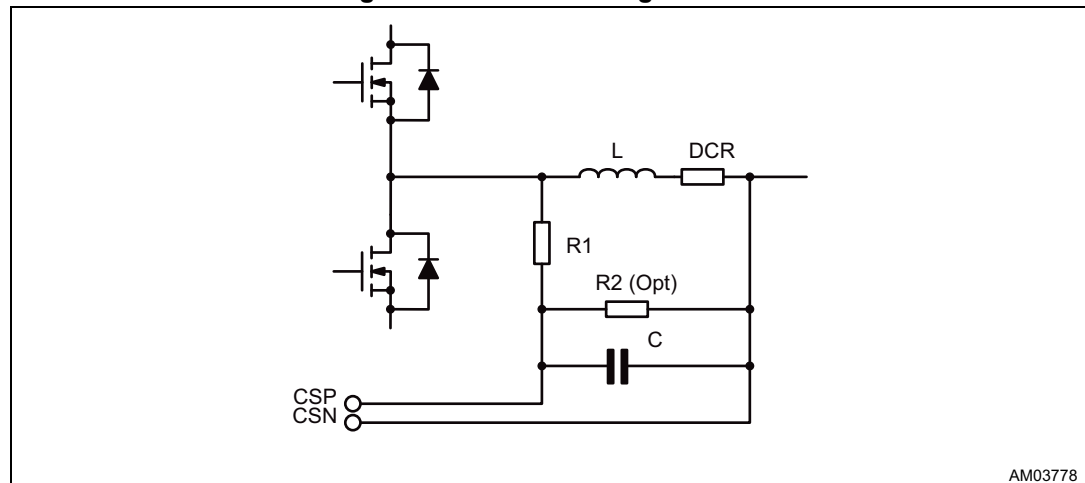 L
DCR
R1
R2 (Opt)
C
CSP
CSN
AM03778